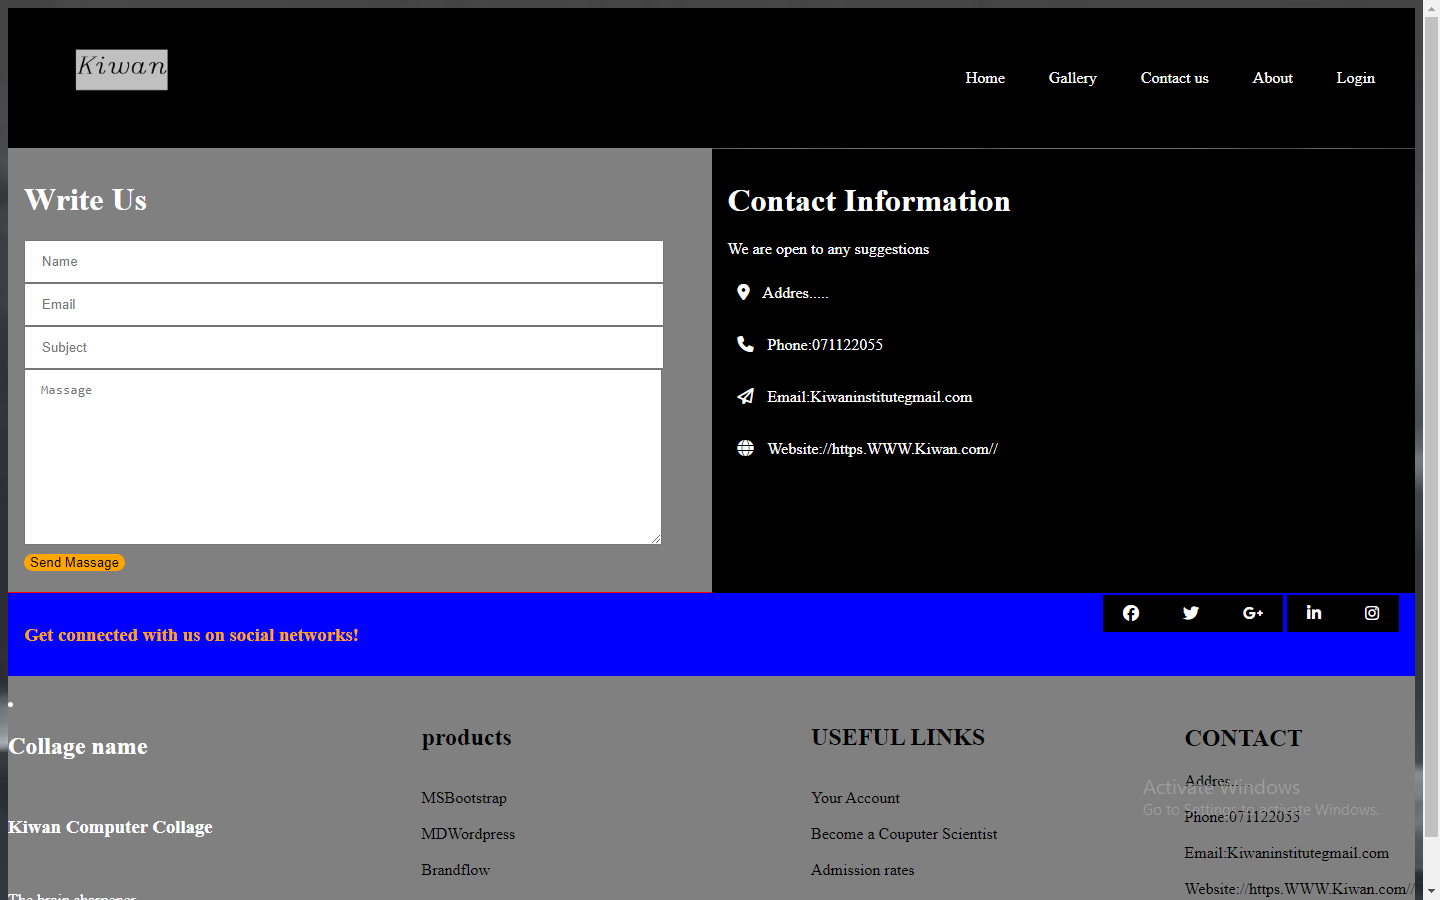 Kiwan
Home Gallery Contact us About Login
Write Us
Name
Email
Subject
Massage
Send Massage
Contact Information
We are open to any suggestions
Addres.....
Phone:071122055
Email:Kiwaninstitutegmail.com
Website://https.WWW.Kiwan.com//
Get connected with us on social networks!
Collage name
Kiwan Computer Collage
The brain sharpener
products
MSBootstrap
MDWordpress
Brandflow
USEFUL LINKS
Your Account
Become a Couputer Scientist
Admission rates
CONTACT
Addres.....
Phone:071122055
Email:Kiwaninstitutegmail.com
Website://https.WWW.Kiwan.com//
Activate Windows
Go to Settings to activate Windows.